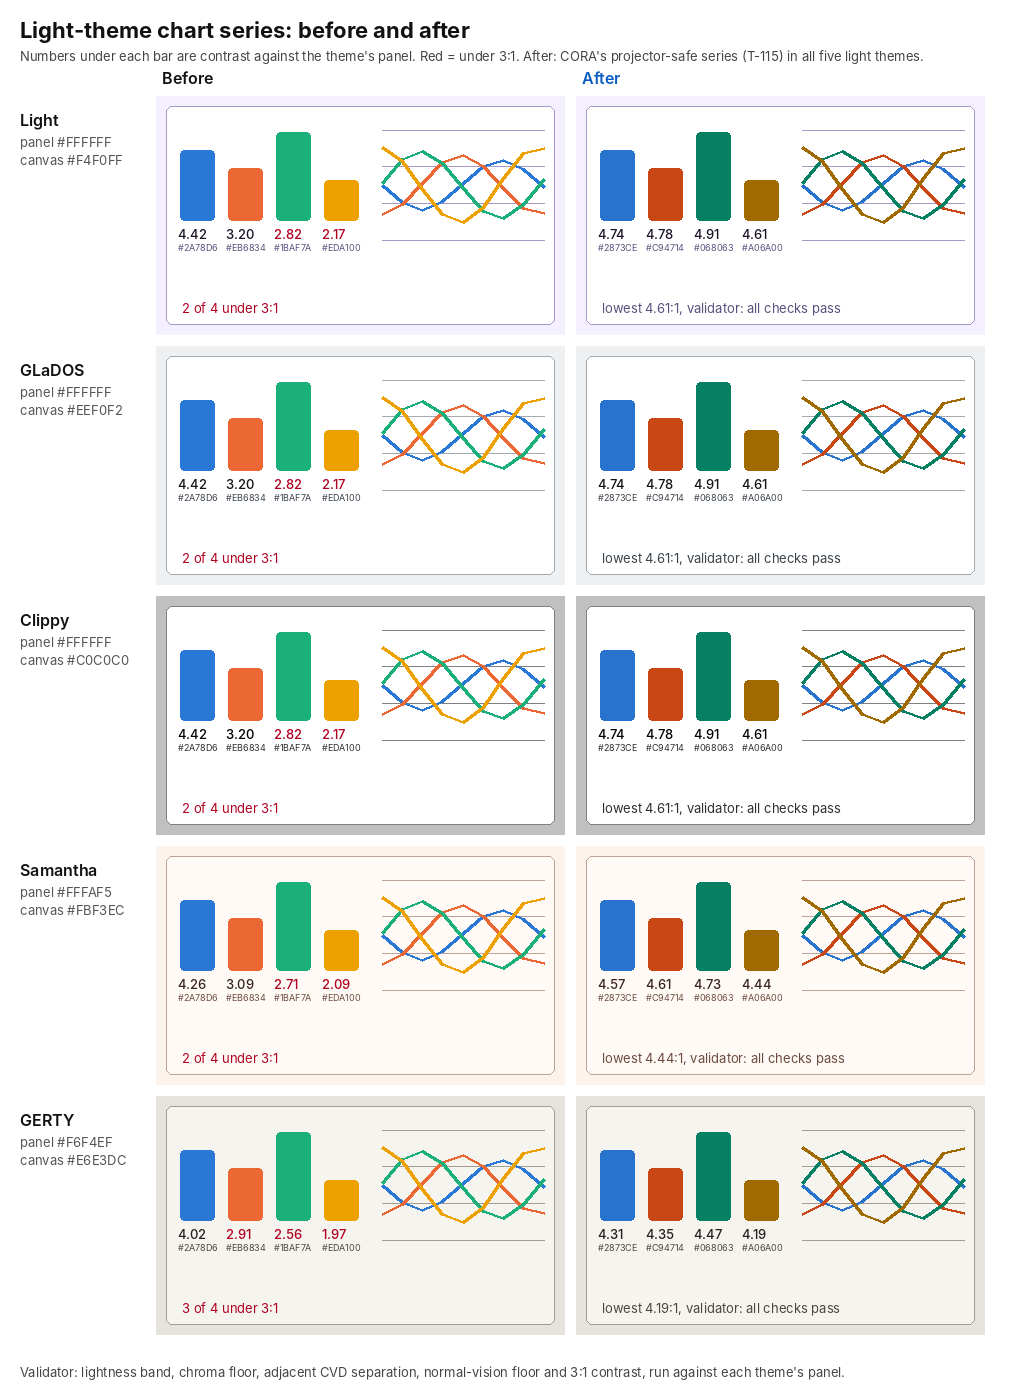 Light-theme chart series: before and after
Numbers under each bar are contrast against the theme's panel. Red = under 3:1. After: CORA's projector-safe series (T-115) in all five light themes.
Before
After
Light
panel #FFFFFF
canvas #F4F0FF
4.42 3.20 2.82 2.17
#2A78D6 #EB6834 #1BAF7A #EDA100
2 of 4 under 3:1
4.74 4.78 4.91 4.61
#2873CE #C94714 #068063 #A06A00
lowest 4.61:1, validator: all checks pass
GLaDOS
panel #FFFFFF
canvas #EEF0F2
4.42 3.20 2.82 2.17
#2A78D6 #EB6834 #1BAF7A #EDA100
2 of 4 under 3:1
4.74 4.78 4.91 4.61
#2873CE #C94714 #068063 #A06A00
lowest 4.61:1, validator: all checks pass
Clippy
panel #FFFFFF
canvas #C0C0C0
4.42 3.20 2.82 2.17
#2A78D6 #EB6834 #1BAF7A #EDA100
2 of 4 under 3:1
4.74 4.78 4.91 4.61
#2873CE #C94714 #068063 #A06A00
lowest 4.61:1, validator: all checks pass
Samantha
panel #FFFAF5
canvas #FBF3EC
4.26 3.09 2.71 2.09
#2A78D6 #EB6834 #1BAF7A #EDA100
2 of 4 under 3:1
4.57 4.61 4.73 4.44
#2873CE #C94714 #068063 #A06A00
lowest 4.44:1, validator: all checks pass
GERTY
panel #F6F4EF
canvas #E6E3DC
4.02 2.91 2.56 1.97
#2A78D6 #EB6834 #1BAF7A #EDA100
3 of 4 under 3:1
4.31 4.35 4.47 4.19
#2873CE #C94714 #068063 #A06A00
lowest 4.19:1, validator: all checks pass
Validator: lightness band, chroma floor, adjacent CVD separation, normal-vision floor and 3:1 contrast, run against each theme's panel.